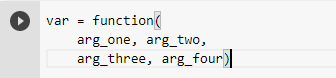 var = function(
    arg_one, arg_two,
    arg_three, arg_four)